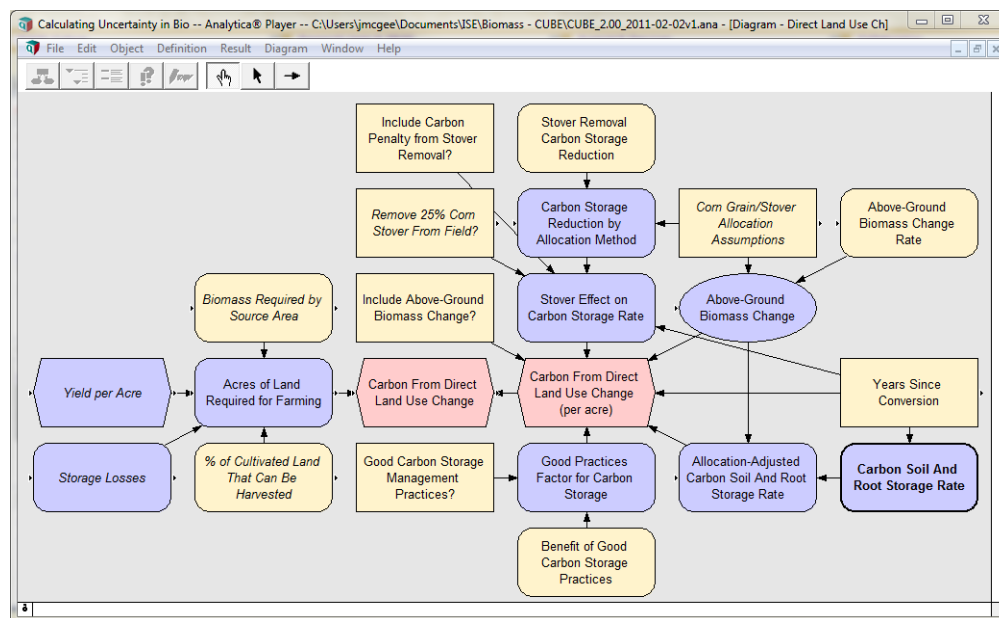 Calculating Uncertainty in Bio -- Analytica® Player -- C:\Users\jmcgee\Documents\ISE\Biomass - CUBE\CUBE_2.00_2011-02-02v1.ana - [Diagram - Direct Land Use Ch]
File Edit Object Definition Result Diagram Window Help
Include Carbon
Penalty from Stover
Removal?
Stover Removal
Carbon Storage
Reduction
Remove 25% Corn
Stover From Field?
Carbon Storage
Reduction by
Allocation Method
Corn Grain/Stover
Allocation
Assumptions
Above-Ground
Biomass Change
Rate
Biomass Required by
Source Area
Include Above-Ground
Biomass Change?
Stover Effect on
Carbon Storage Rate
Above-Ground
Biomass Change
Yield per Acre
Acres of Land
Required for Farming
Carbon From Direct
Land Use Change
Carbon From Direct
Land Use Change
(per acre)
Years Since
Conversion
Storage Losses
% of Cultivated Land
That Can Be
Harvested
Good Carbon Storage
Management
Practices?
Good Practices
Factor for Carbon
Storage
Allocation-Adjusted
Carbon Soil And Root
Storage Rate
Carbon Soil And
Root Storage Rate
Benefit of Good
Carbon Storage
Practices